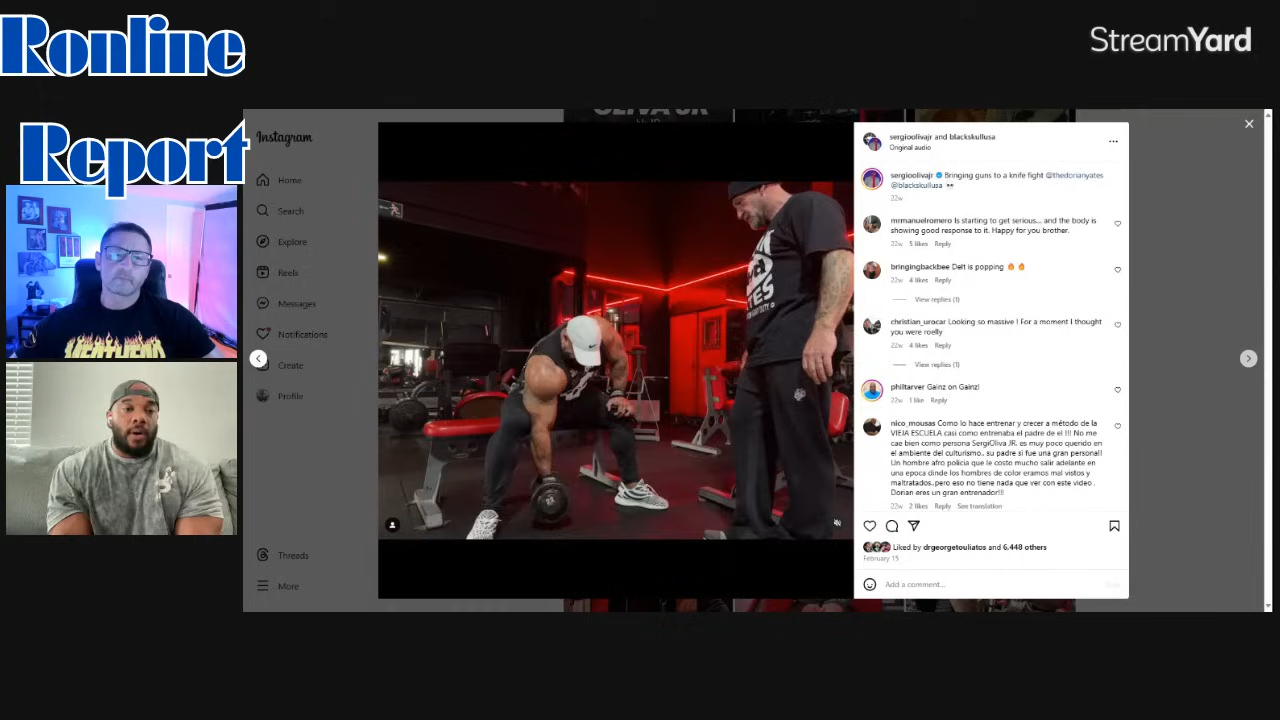 Ronline
StreamYard
Report
OLIVA JR
Instagram
Home
Search
Explore
Reels
Messages
Notifications
Create
Profile
Threads
More
sergioolivajr and blackskullusa
Original audio
sergioolivajr Bringing guns to a knife fight @thedorianyates
@blackskullusa
22w
mrmanuelromero Is starting to get serious... and the body is
showing good response to it. Happy for you brother.
22w 5 likes Reply
bringingbackbee Delt is popping 🔥 🔥
22w 4 likes Reply
View replies (1)
christian_urocar Looking so massive ! For a moment I thought
you were roelly
22w 4 likes Reply
View replies (1)
philtarver Gainz on Gainz!
22w 1 like Reply
nico_mousas Como lo hace entrenar y crecer a método de la
VIEJA ESCUELA casi como entrenaba el padre de el !!! No me
cae bien como persona SergiOliva JR. es muy poco querido en
el ambiente del culturismo.. su padre si fue una gran personal!
Un hombre afro policia que le costo mucho salir adelante en
una epoca dinde los hombres de color eramos mal vistos y
maltratados..pero eso no tiene nada que ver con este video .
Dorian eres un gran entrenador!!!
22w 2 likes Reply See translation
Liked by drgeorgetouliatos and 6,448 others
February 15
Add a comment...